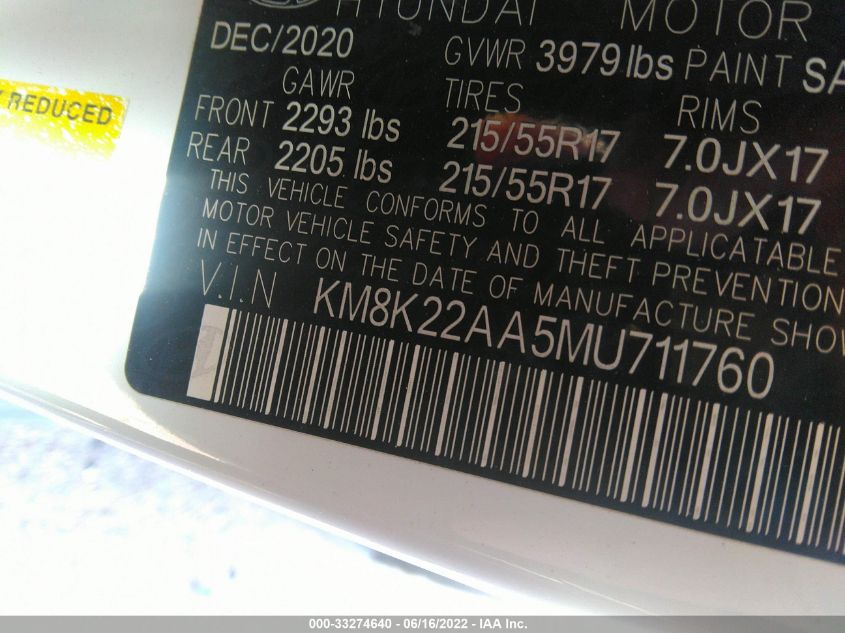 HYUNDAI MOTOR
DEC/2020 GVWR 3979 lbs PAINT SA
GAWR TIRES RIMS
FRONT 2293 lbs 215/55R17 7.0JX17
REAR 2205 lbs 215/55R17 7.0JX17
THIS VEHICLE CONFORMS TO ALL APPLICATABLE
MOTOR VEHICLE SAFETY AND THEFT PREVENTION
IN EFFECT ON THE DATE OF MANUFACTURE SHOW
V.I.N KM8K22AA5MU711760
REDUCED
000-33274640 - 06/16/2022 - IAA Inc.